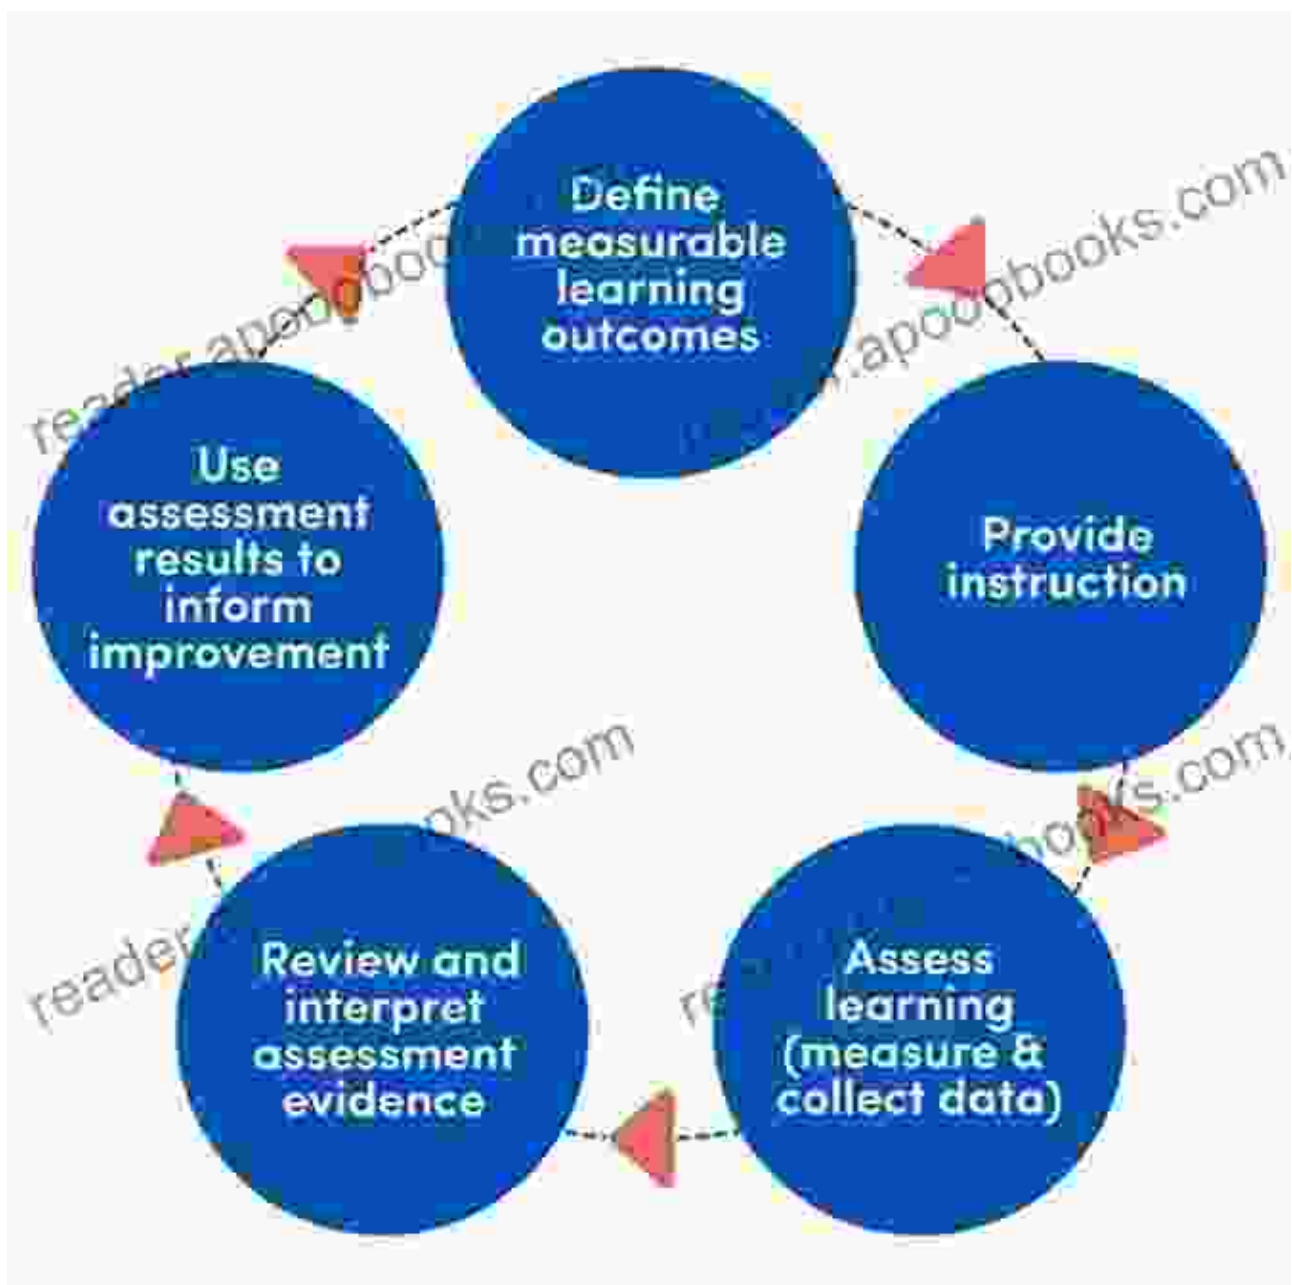 Define
measurable
learning
outcomes
Provide
instruction
Assess
learning
(measure &
collect data)
Review and
interpret
assessment
evidence
Use
assessment
results to
inform
improvement